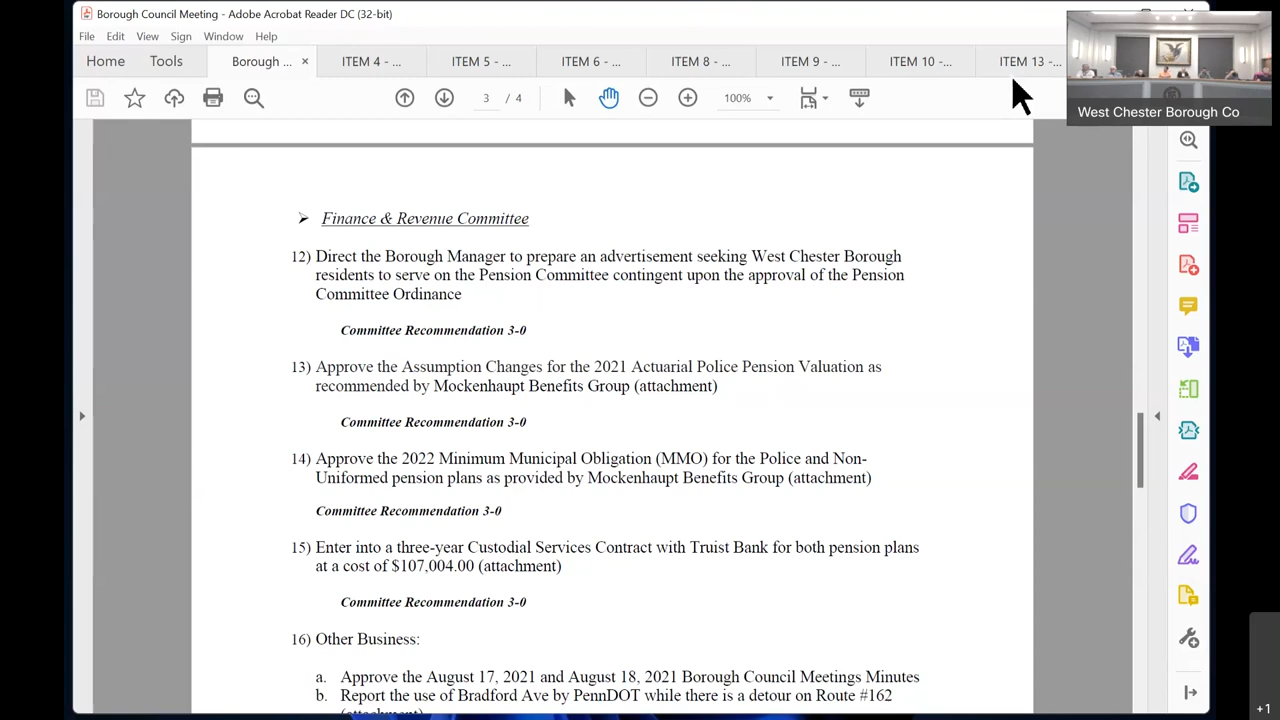 Borough Council Meeting - Adobe Acrobat Reader DC (32-bit)
File Edit View Sign Window Help
Home Tools Borough ... × ITEM 4 - ... ITEM 5 - ... ITEM 6 - ... ITEM 8 - ... ITEM 9 - ... ITEM 10 - ... ITEM 13 -...
3 / 4 100%
West Chester Borough Co
➢ Finance & Revenue Committee
12) Direct the Borough Manager to prepare an advertisement seeking West Chester Borough
residents to serve on the Pension Committee contingent upon the approval of the Pension
Committee Ordinance
Committee Recommendation 3-0
13) Approve the Assumption Changes for the 2021 Actuarial Police Pension Valuation as
recommended by Mockenhaupt Benefits Group (attachment)
Committee Recommendation 3-0
14) Approve the 2022 Minimum Municipal Obligation (MMO) for the Police and Non-
Uniformed pension plans as provided by Mockenhaupt Benefits Group (attachment)
Committee Recommendation 3-0
15) Enter into a three-year Custodial Services Contract with Truist Bank for both pension plans
at a cost of $107,004.00 (attachment)
Committee Recommendation 3-0
16) Other Business:
a. Approve the August 17, 2021 and August 18, 2021 Borough Council Meetings Minutes
b. Report the use of Bradford Ave by PennDOT while there is a detour on Route #162
(attachment)
+1